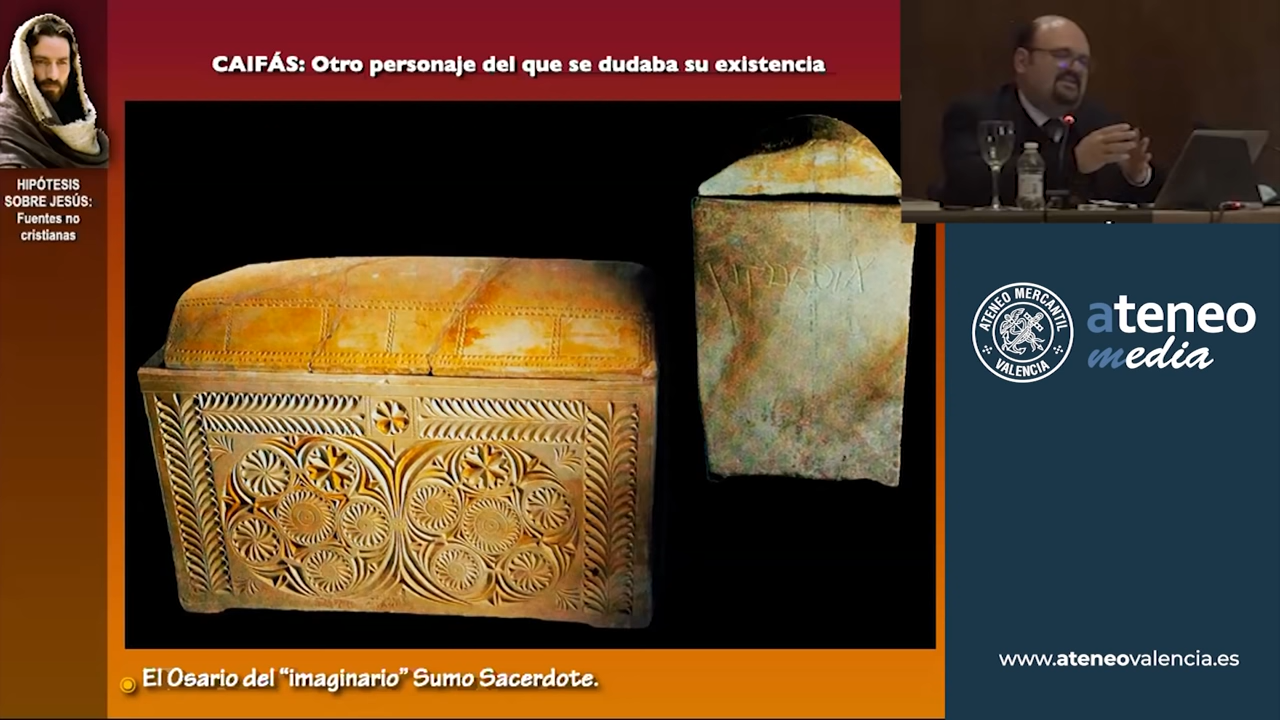 CAIFÁS: Otro personaje del que se dudaba su existencia
HIPÓTESIS
SOBRE JESÚS:
Fuentes no
cristianas
ATENEO MERCANTIL
VALENCIA
ateneo
media
www.ateneovalencia.es
El Osario del “imaginario” Sumo Sacerdote.